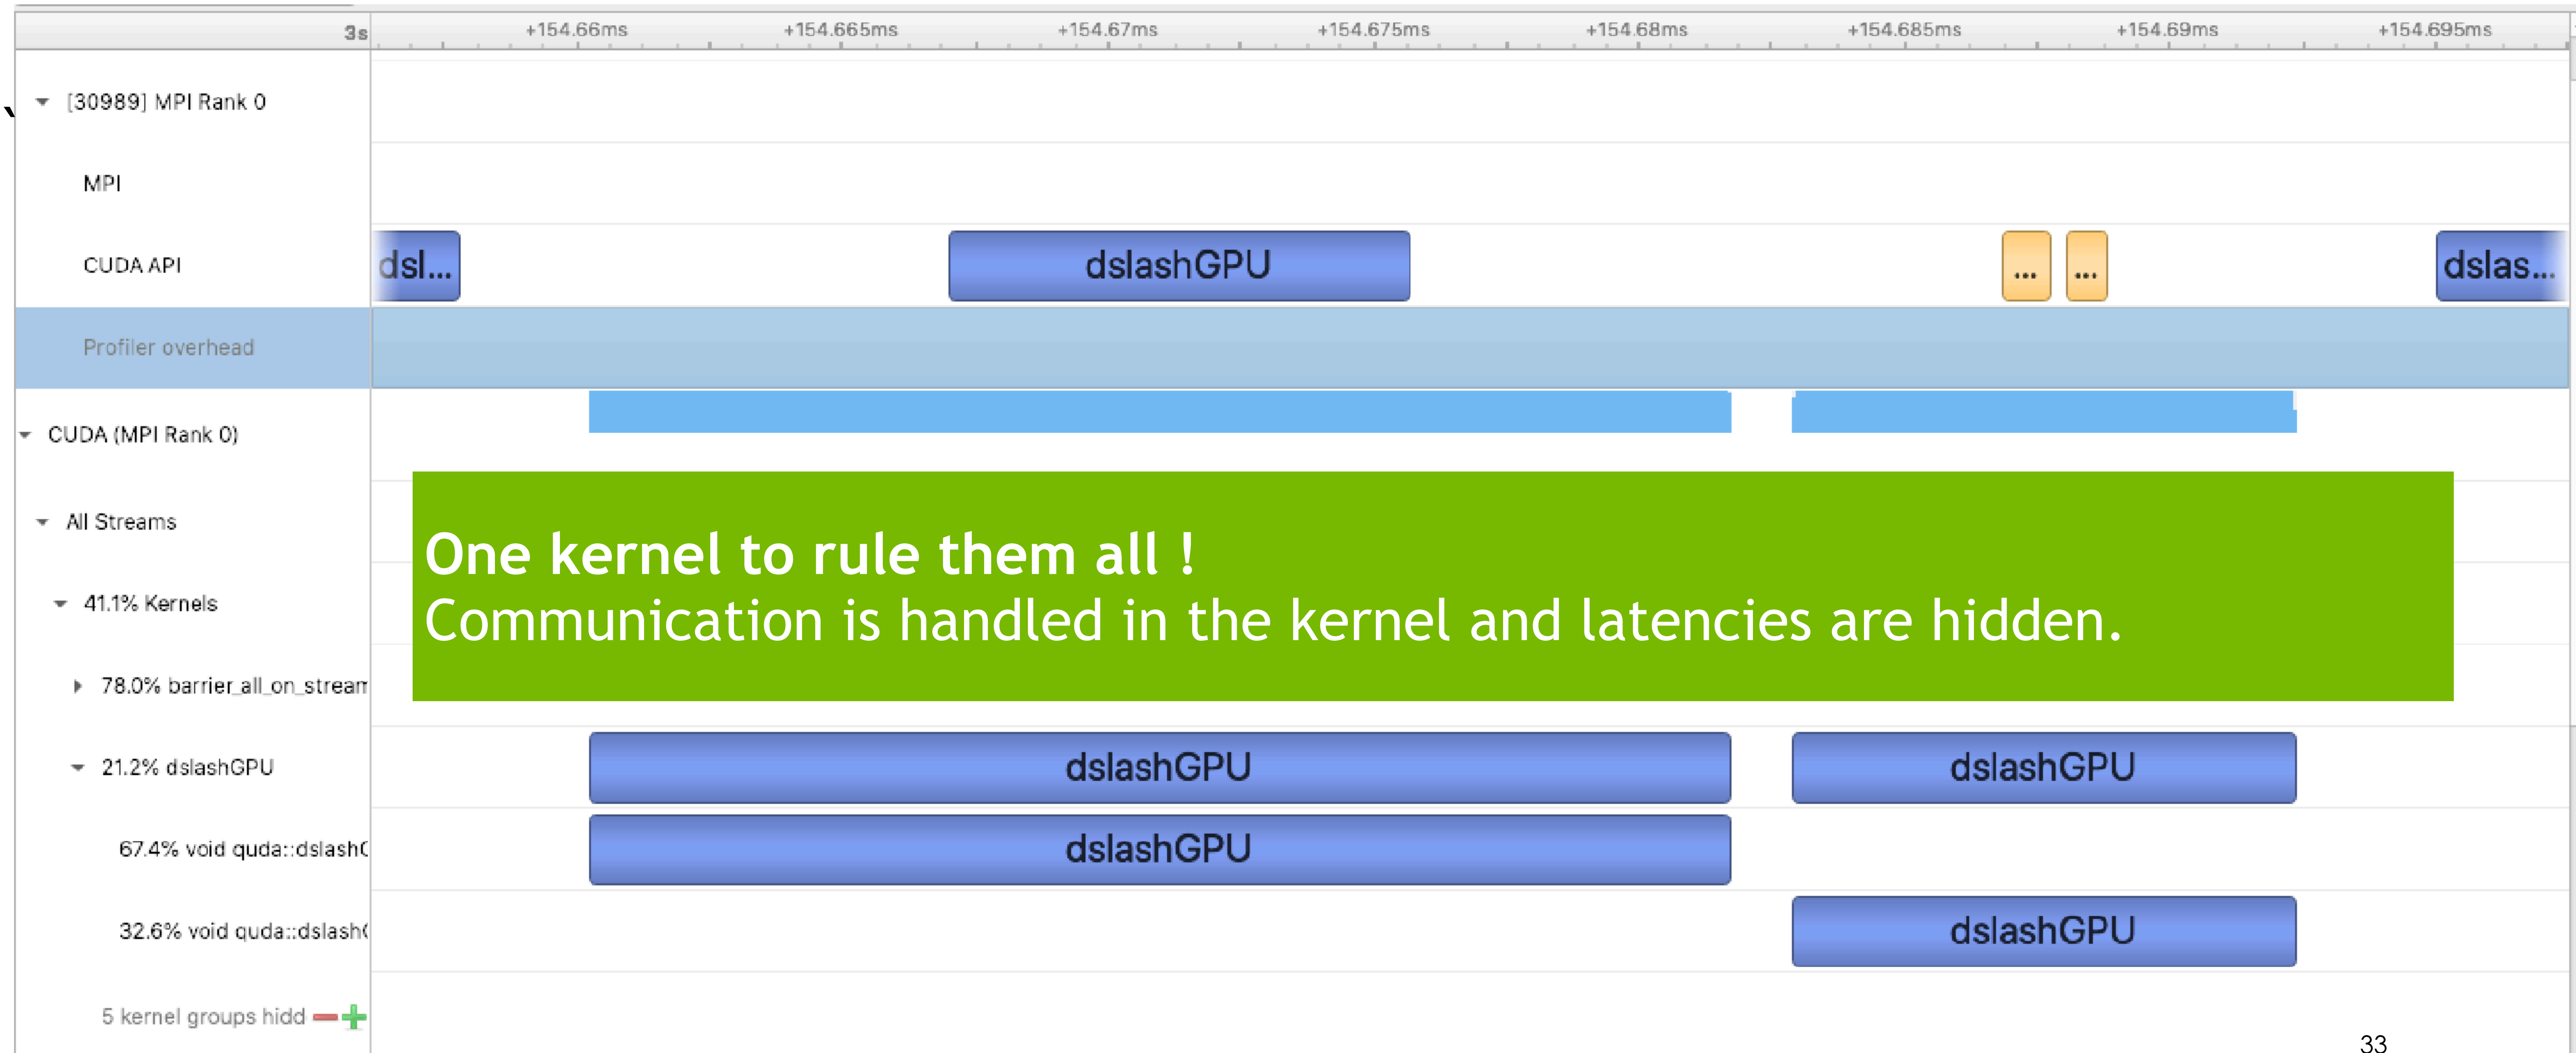 3s +154.66ms +154.665ms +154.67ms +154.675ms +154.68ms +154.685ms +154.69ms +154.695ms
[30989] MPI Rank 0
MPI
CUDA API dsl... dslashGPU ... ... dslas...
Profiler overhead
CUDA (MPI Rank 0)
All Streams
One kernel to rule them all !
41.1% Kernels
Communication is handled in the kernel and latencies are hidden.
78.0% barrier_all_on_stream
21.2% dslashGPU dslashGPU dslashGPU
67.4% void quda::dslashG dslashGPU
32.6% void quda::dslash( dslashGPU
5 kernel groups hidd
33